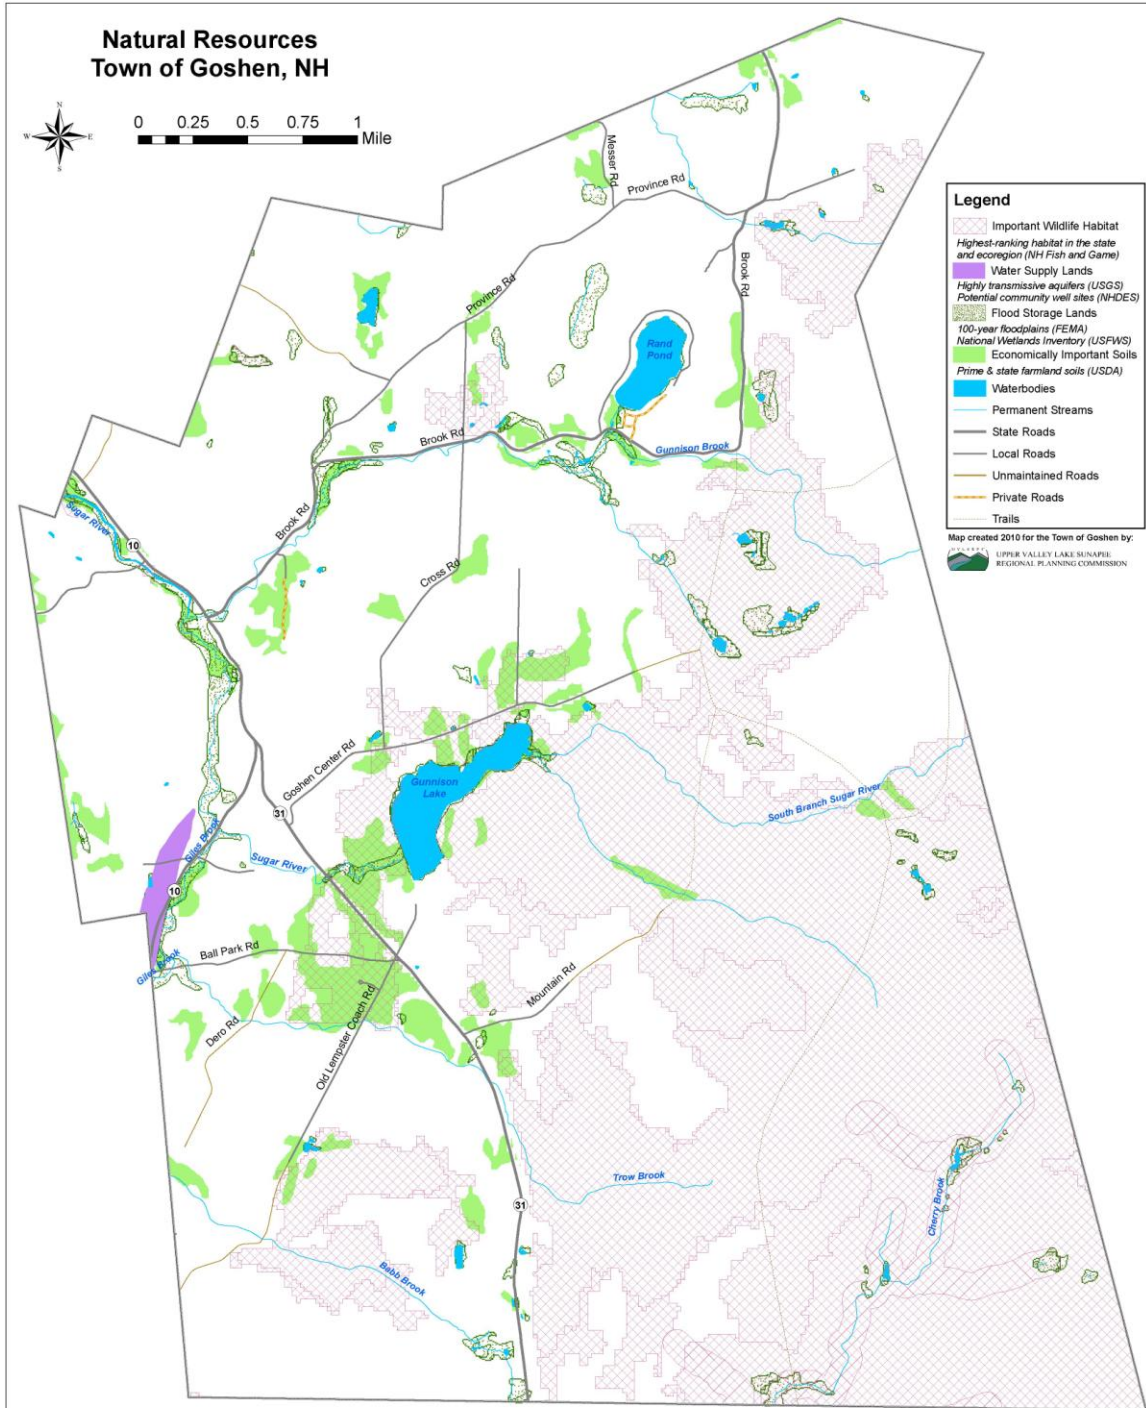 Natural Resources
Town of Goshen, NH
N
W
E
S
0 0.25 0.5 0.75 1
Mile
Messer Rd
Province Rd
Legend
Important Wildlife Habitat
Highest-ranking habitat in the state
and ecoregion (NH Fish and Game)
Water Supply Lands
Highly transmissive aquifers (USGS)
Potential community well sites (NHDES)
Flood Storage Lands
100-year floodplains (FEMA)
National Wetlands Inventory (USFWS)
Economically Important Soils
Prime & state farmland soils (USDA)
Waterbodies
Permanent Streams
State Roads
Local Roads
Unmaintained Roads
Private Roads
Trails
Map created 2010 for the Town of Goshen by:
UPPER VALLEY LAKE SUNAPEE
REGIONAL PLANNING COMMISSION
Brook Rd
Province Rd
Rand
Pond
Brook Rd
Gunnison Brook
Sugar River
10
Brook Rd
Cross Rd
Goshen Center Rd
Gunnison
Lake
31
South Branch Sugar River
Giles Brook
Sugar River
10
Ball Park Rd
Giles Brook
Mountain Rd
Dero Rd
Old Lempster Coach Rd
Trow Brook
31
Cherry Brook
Babb Brook